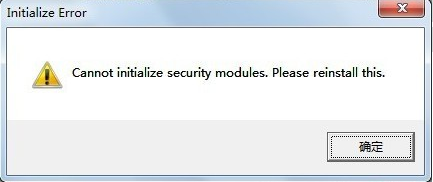 Initialize Error
Cannot initialize security modules. Please reinstall this.
确定